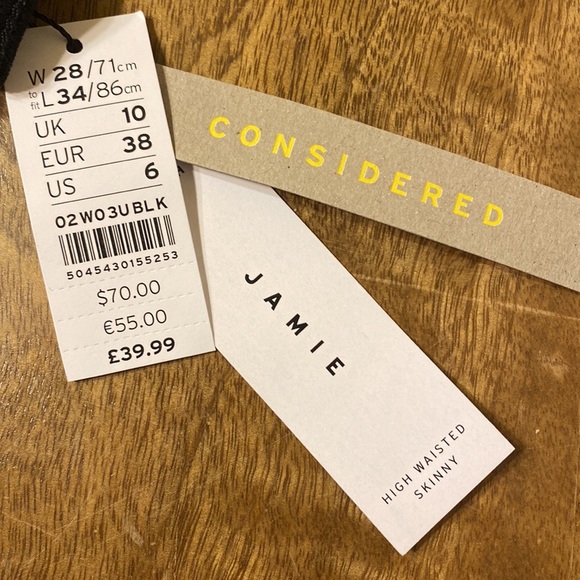 W 28/71cm
to fit L 34/86cm
UK 10
EUR 38
US 6
02W03UBLK
5045430155253
$70.00
€55.00
£39.99
CONSIDERED
JAMIE
HIGH WAISTED
SKINNY